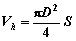 V_h = πD²/4 S